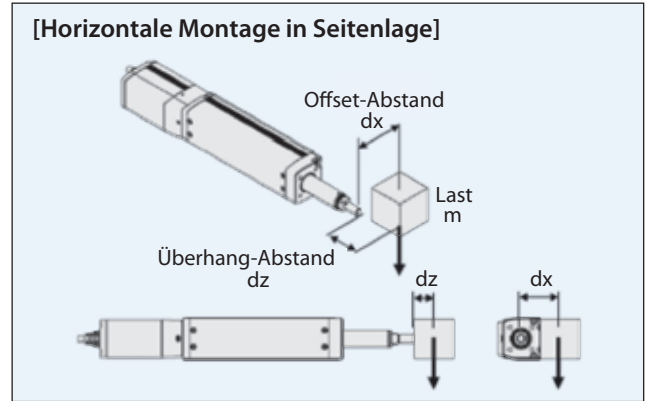 [Horizontale Montage in Seitenlage]
Offset-Abstand
dx
Last
m
Überhang-Abstand
dz
dz
dx